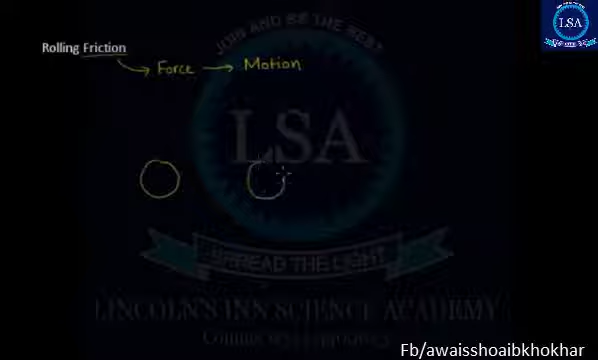 JOIN AND BE THE BEST
LSA
Rolling Friction
Force → Motion
LSA
SPREAD THE LIGHT
LINCOLN'S INN SCIENCE ACADEMY
Fb/awaisshoaibkhokhar